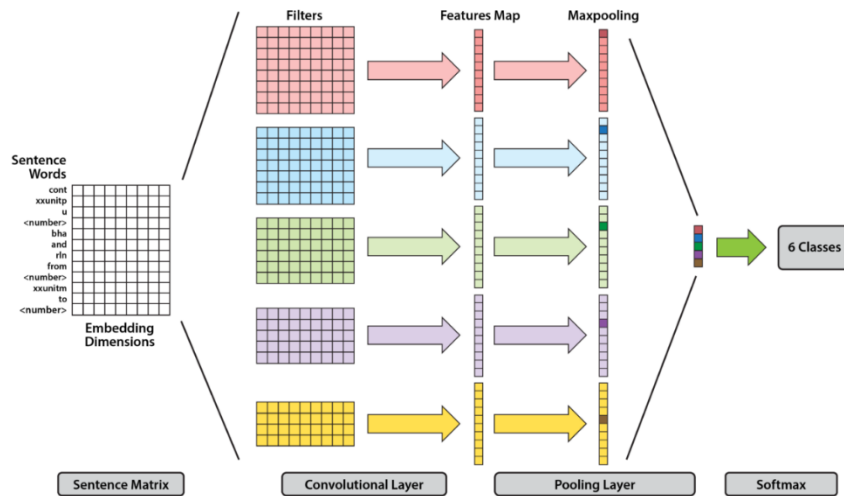 Filters
Features Map
Maxpooling
Sentence
Words
cont
xxunitp
u
<number>
bha
and
rln
from
<number>
xxunitm
to
<number>
Embedding
Dimensions
6 Classes
Sentence Matrix
Convolutional Layer
Pooling Layer
Softmax